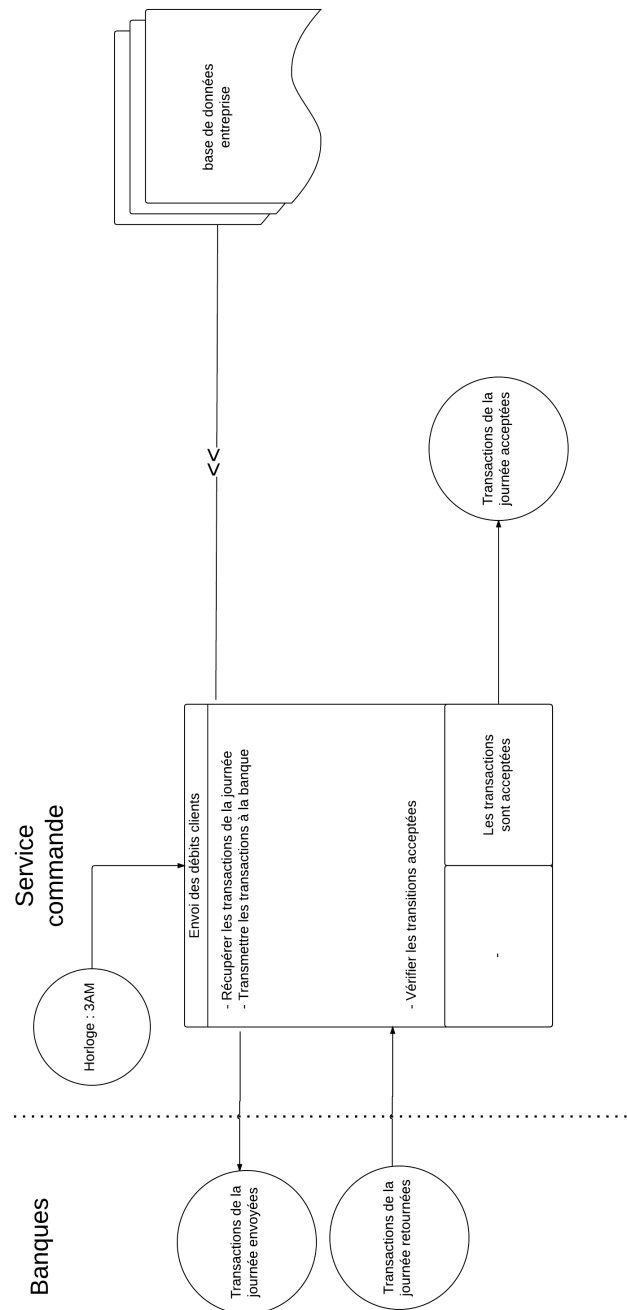 Banques
Service
commande
Horloge : 3AM
Envoi des débits clients
- Récupérer les transactions de la journée
- Transmettre les transactions à la banque
- Vérifier les transitions acceptées
-
Les transactions
sont acceptées
Transactions de la
journée envoyées
Transactions de la
journée retournées
<<
base de données
entreprise
Transactions de la
journée acceptées